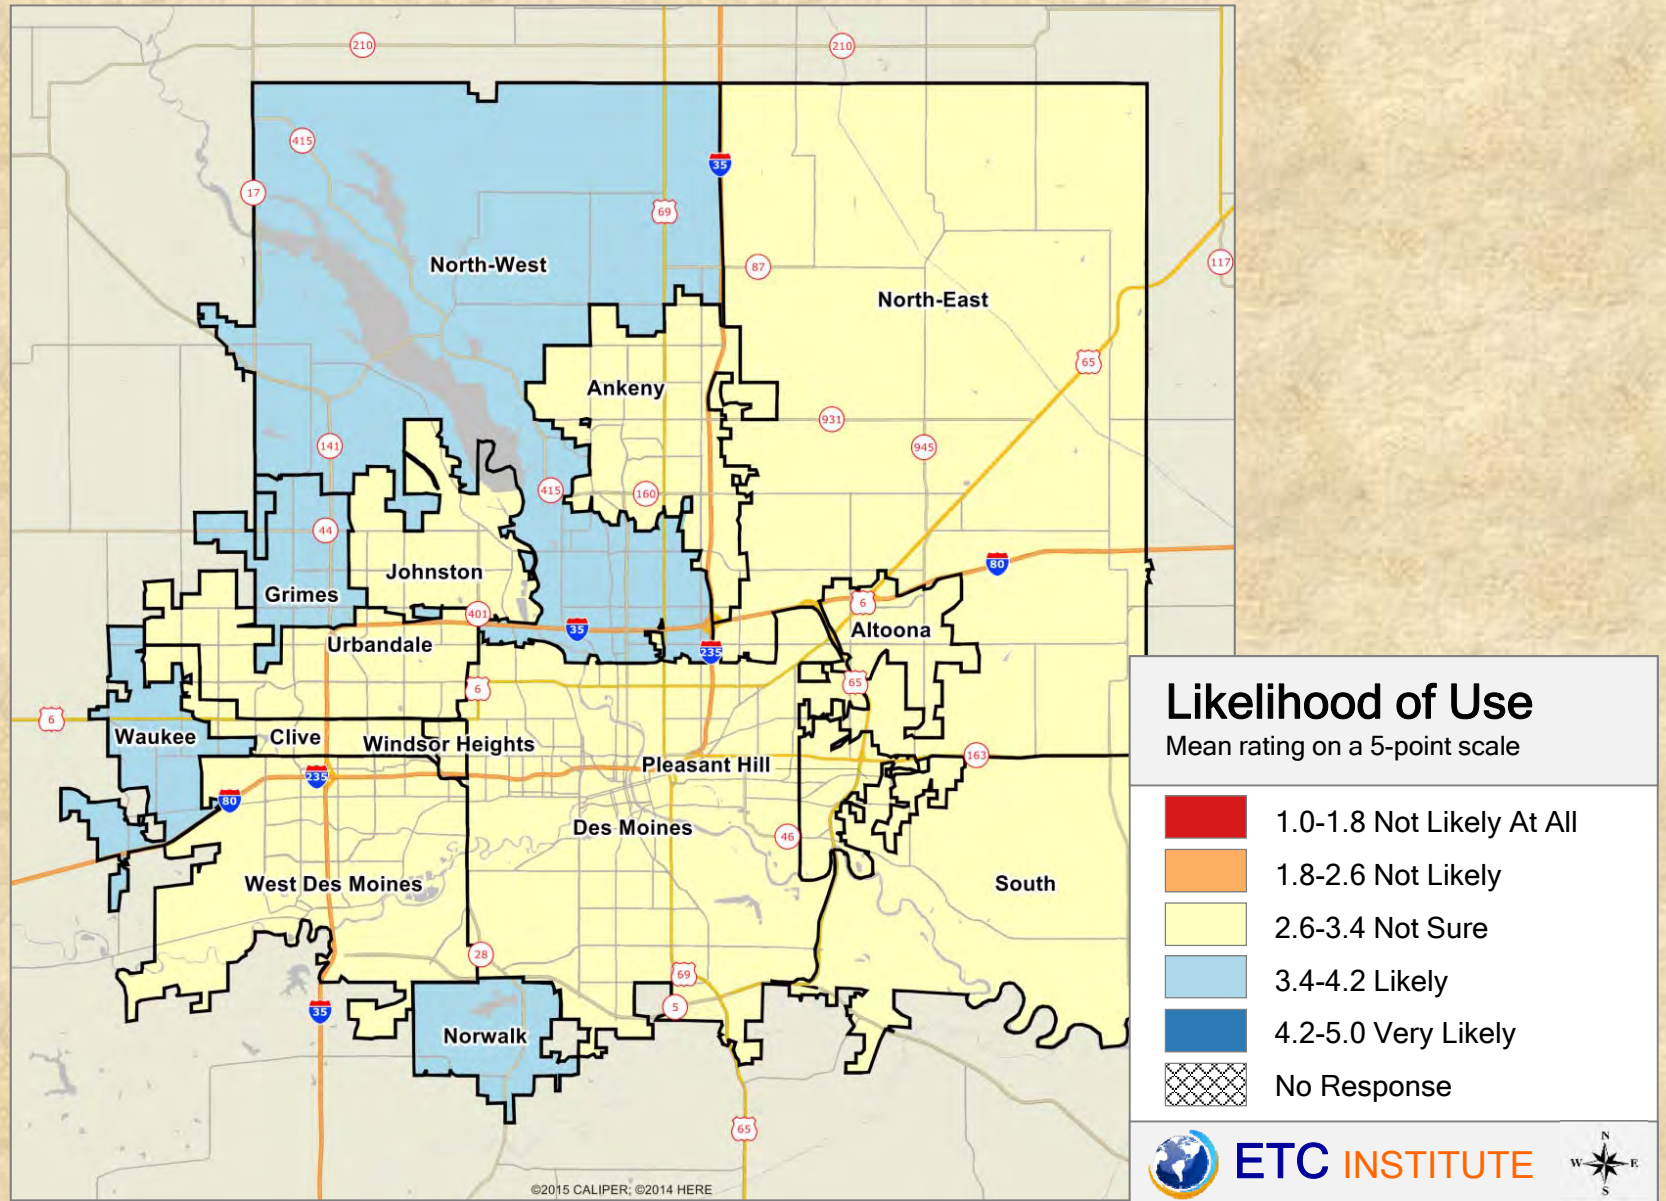 210
210
415
35
17
69
North-West
87
117
North-East
65
Ankeny
931
141
945
415
160
44
80
Johnston
Grimes
6
401
35
Altoona
Urbandale
235
65
6
6
Waukee
Clive
Windsor Heights
163
Pleasant Hill
235
80
Des Moines
46
West Des Moines
South
28
69
5
35
Norwalk
65
©2015 CALIPER; ©2014 HERE
Likelihood of Use
Mean rating on a 5-point scale
1.0-1.8 Not Likely At All
1.8-2.6 Not Likely
2.6-3.4 Not Sure
3.4-4.2 Likely
4.2-5.0 Very Likely
No Response
ETC INSTITUTE
N
W E
S